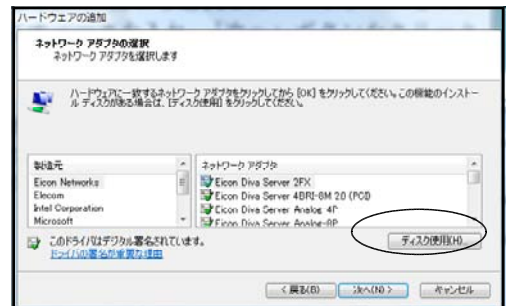 ハードウェアの追加
ネットワーク アダプタの選択
ネットワーク アダプタを選択します
ハードウェアに一致するネットワーク アダプタをクリックしてから [OK] をクリックしてください。この機能のインストー
ル ディスクがある場合は、[ディスク使用] をクリックしてください。
製造元
Eicon Networks
Elecom
Intel Corporation
Microsoft
ネットワーク アダプタ
Eicon Diva Server 2FX
Eicon Diva Server 4BRI-8M 2.0 (PCI)
Eicon Diva Server Analog-4P
Eicon Diva Server Analog-8P
このドライバはデジタル署名されています。
ディスク使用(H)...
ドライバの署名が重要な理由
< 戻る(B)
次へ(N) >
キャンセル